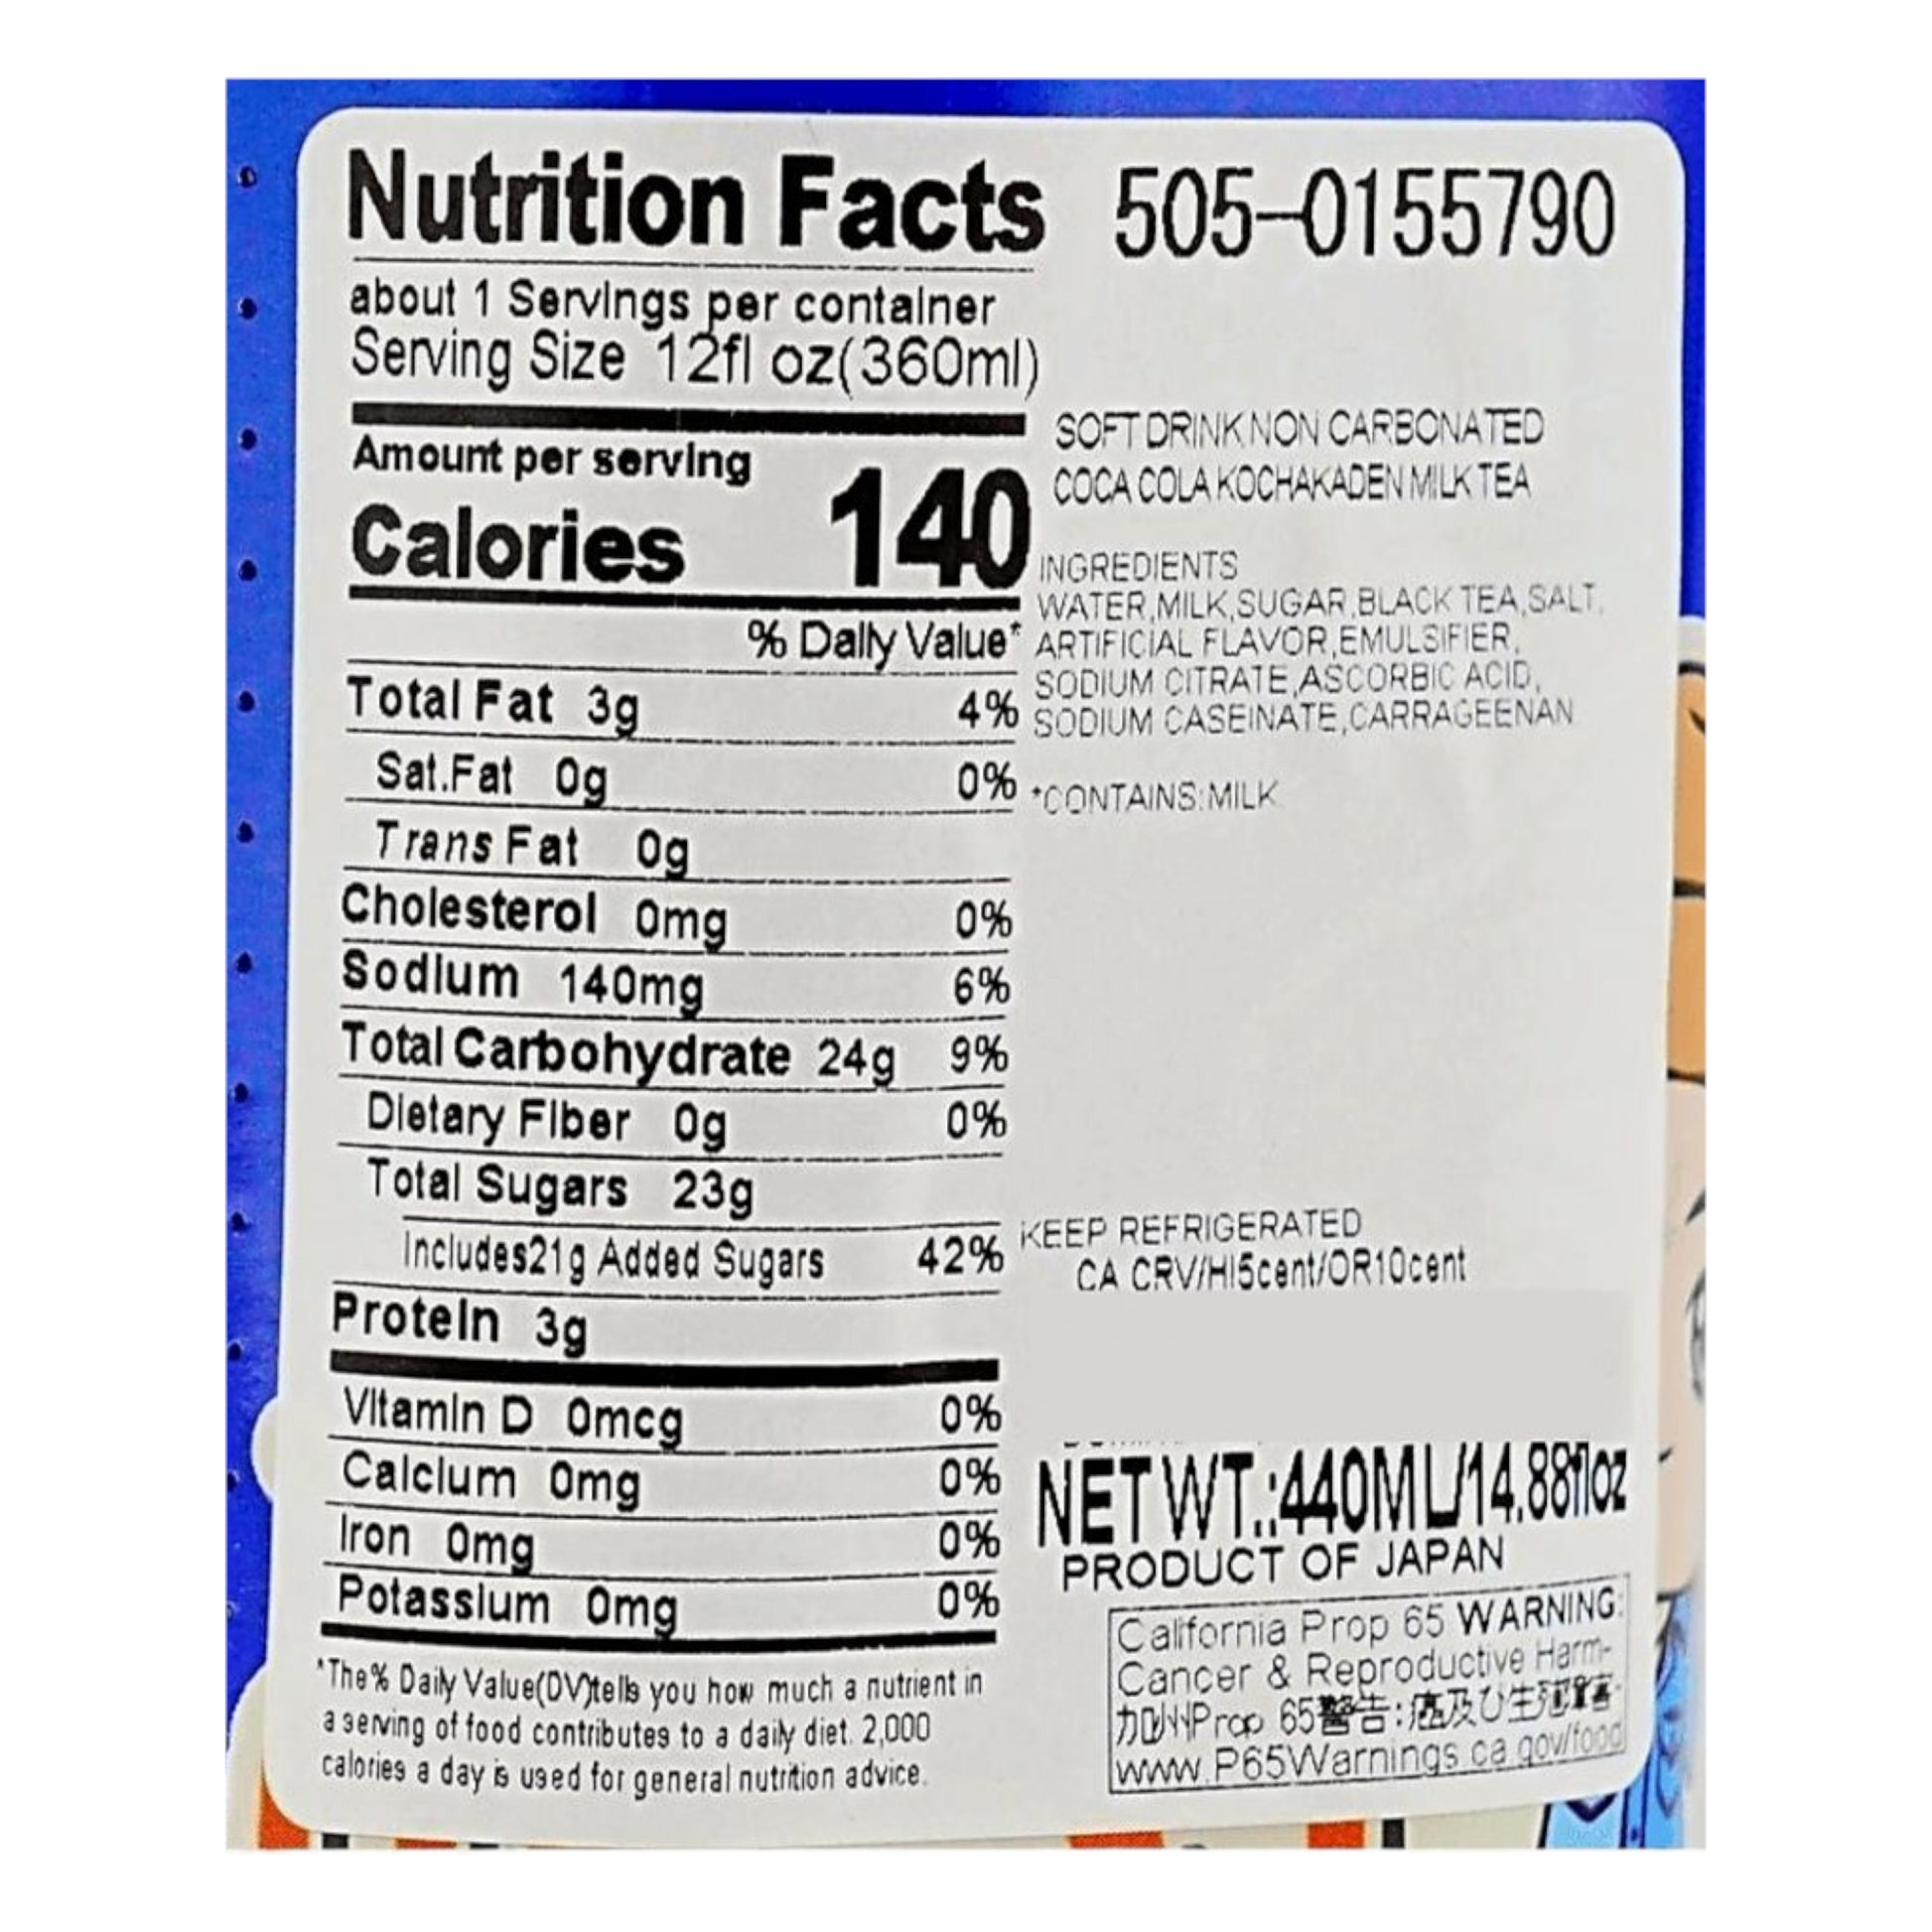 Nutrition Facts
505-0155790
about 1 Servings per container
Serving Size 12fl oz(360ml)
Amount per serving
Calories 140
% Daily Value*
Total Fat 3g 4%
Sat.Fat 0g 0%
Trans Fat 0g
Cholesterol 0mg 0%
Sodium 140mg 6%
Total Carbohydrate 24g 9%
Dietary Fiber 0g 0%
Total Sugars 23g
Includes21g Added Sugars 42%
Protein 3g
Vitamin D 0mcg 0%
Calcium 0mg 0%
Iron 0mg 0%
Potassium 0mg 0%
*The% Daily Value(DV)tells you how much a nutrient in
a serving of food contributes to a daily diet. 2,000
calories a day is used for general nutrition advice.
SOFT DRINK NON CARBONATED
COCA COLA KOCHAKADEN MILK TEA
INGREDIENTS
WATER,MILK,SUGAR,BLACK TEA,SALT,
ARTIFICIAL FLAVOR,EMULSIFIER,
SODIUM CITRATE,ASCORBIC ACID,
SODIUM CASEINATE,CARRAGEENAN
*CONTAINS:MILK
KEEP REFRIGERATED
CA CRV/HI5cent/OR10cent
NET WT.:440ML/14.88floz
PRODUCT OF JAPAN
California Prop 65 WARNING:
Cancer & Reproductive Harm-
加州Prop 65警告:癌及び生殖障害-
www.P65Warnings.ca.gov/food